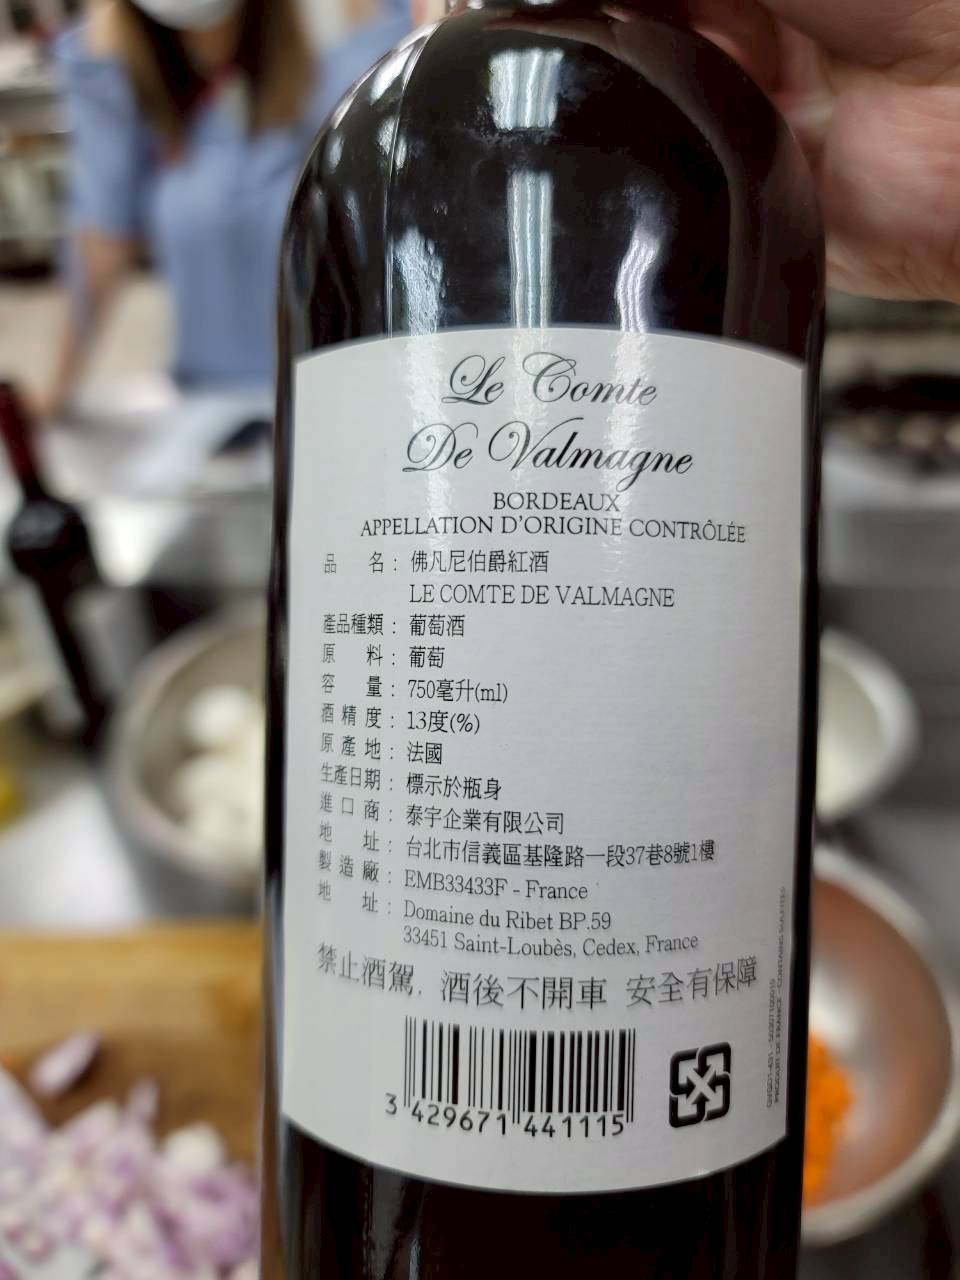 Le Comte
De Valmagne
BORDEAUX
APPELLATION D'ORIGINE CONTRÔLÉE
品 名：佛凡尼伯爵紅酒
LE COMTE DE VALMAGNE
產品種類：葡萄酒
原 料：葡萄
容 量：750毫升(ml)
酒精度：13度(%)
原產地：法國
生產日期：標示於瓶身
進口商：泰宇企業有限公司
地 址：台北市信義區基隆路一段37巷8號1樓
製造廠：EMB33433F - France
地 址：Domaine du Ribet BP.59
33451 Saint-Loubès, Cedex, France
禁止酒駕. 酒後不開車 安全有保障
3 429671 441115
PRODUIT DE FRANCE - CONTAINS SULFITES